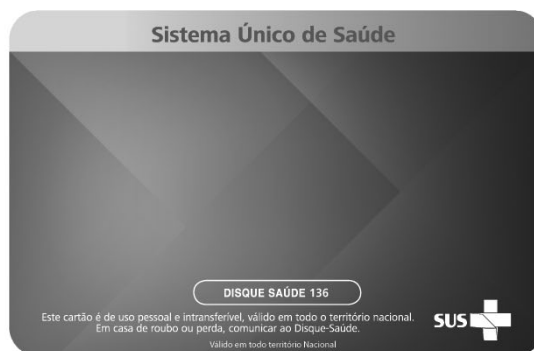 Sistema Único de Saúde
DISQUE SAÚDE 136
Este cartão é de uso pessoal e intransferível, válido em todo o território nacional.
Em casa de roubo ou perda, comunicar ao Disque-Saúde.
SUS
Válido em todo território Nacional